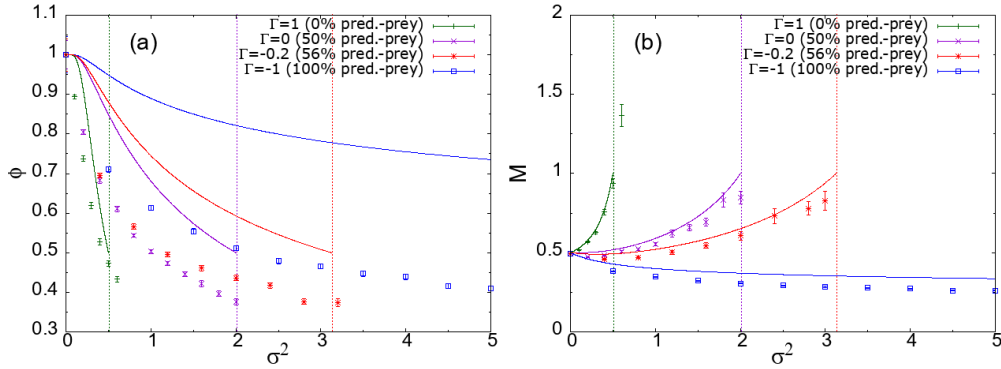 (a)
Γ=1 (0% pred.-prey)
Γ=0 (50% pred.-prey)
Γ=-0.2 (56% pred.-prey)
Γ=-1 (100% pred.-prey)
1.1
1
0.9
0.8
0.7
0.6
0.5
0.4
0.3
ϕ
0 1 2 3 4 5
σ²
(b)
Γ=1 (0% pred.-prey)
Γ=0 (50% pred.-prey)
Γ=-0.2 (56% pred.-prey)
Γ=-1 (100% pred.-prey)
2
1.5
1
0.5
0
M
0 1 2 3 4 5
σ²